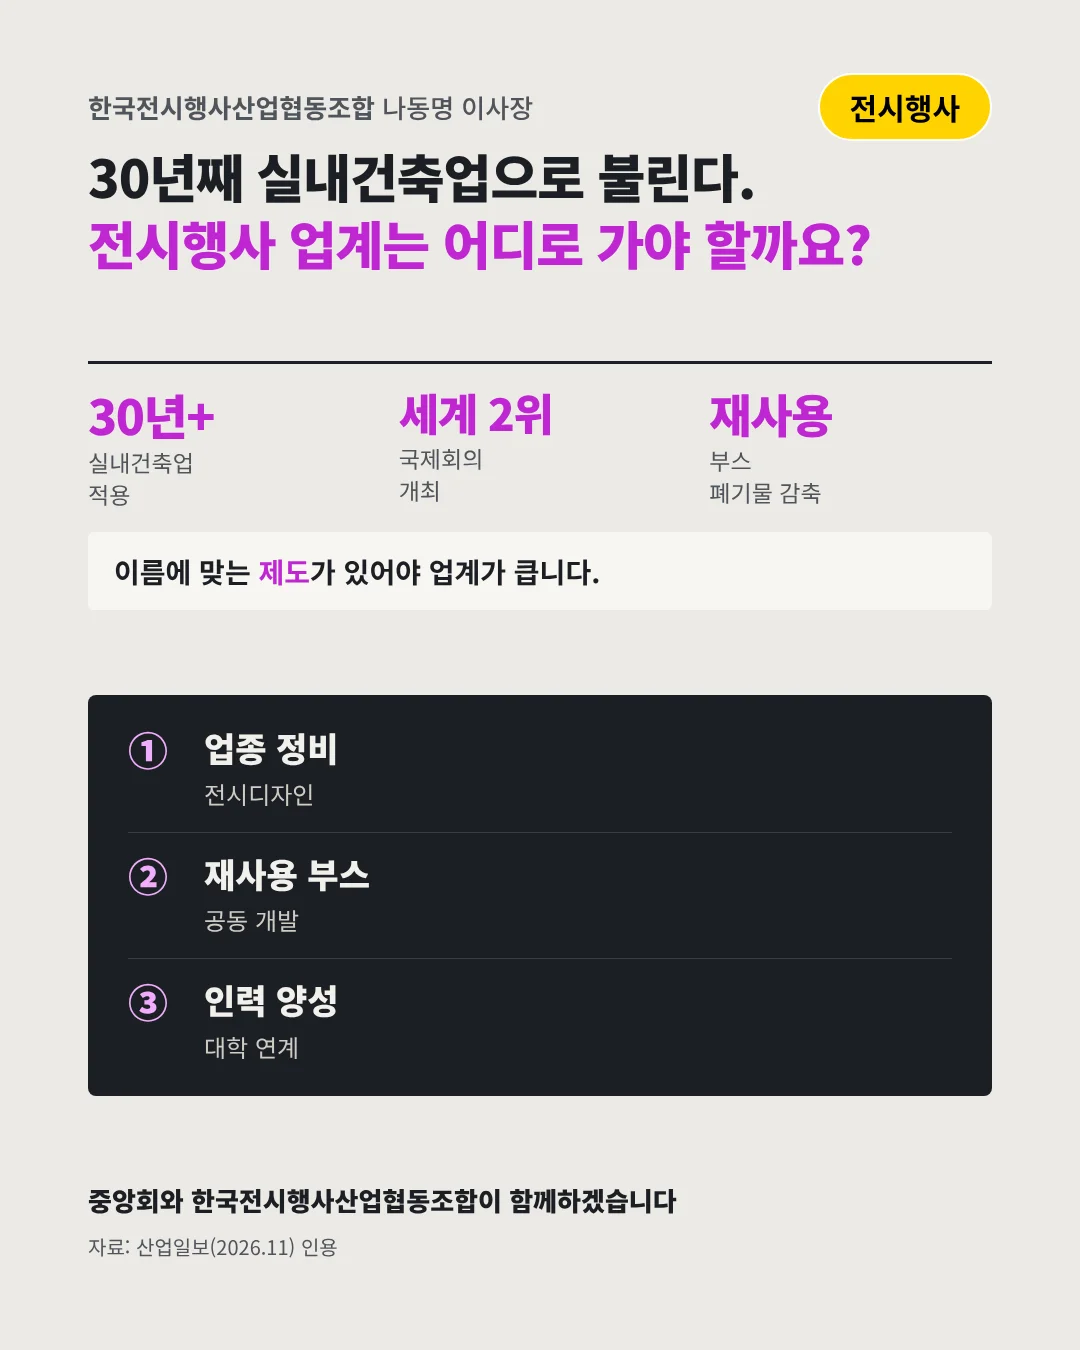 한국전시행사산업협동조합 나동명 이사장
전시행사
30년째 실내건축업으로 불린다.
전시행사 업계는 어디로 가야 할까요?
30년+
실내건축업
적용
세계 2위
국제회의
개최
재사용
부스
폐기물 감축
이름에 맞는 제도가 있어야 업계가 큽니다.
① 업종 정비
전시디자인
② 재사용 부스
공동 개발
③ 인력 양성
대학 연계
중앙회와 한국전시행사산업협동조합이 함께하겠습니다
자료: 산업일보(2026.11) 인용